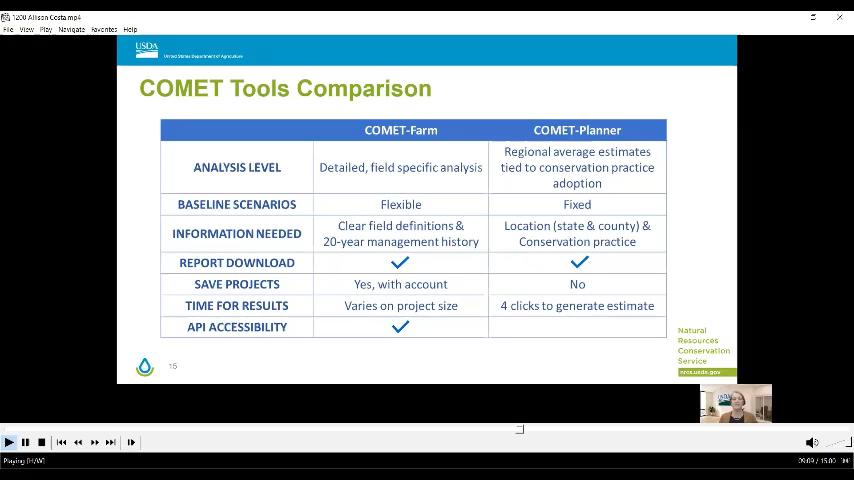 1200 Allison Costa.mp4
File View Play Navigate Favorites Help
USDA
United States Department of Agriculture
COMET Tools Comparison
COMET-Farm COMET-Planner
ANALYSIS LEVEL Detailed, field specific analysis Regional average estimates
tied to conservation practice
adoption
BASELINE SCENARIOS Flexible Fixed
INFORMATION NEEDED Clear field definitions & Location (state & county) &
20-year management history Conservation practice
REPORT DOWNLOAD
SAVE PROJECTS Yes, with account No
TIME FOR RESULTS Varies on project size 4 clicks to generate estimate
API ACCESSIBILITY
Natural
Resources
Conservation
Service
nrcs.usda.gov
15
Playing [H/W]
09:09 / 15:00